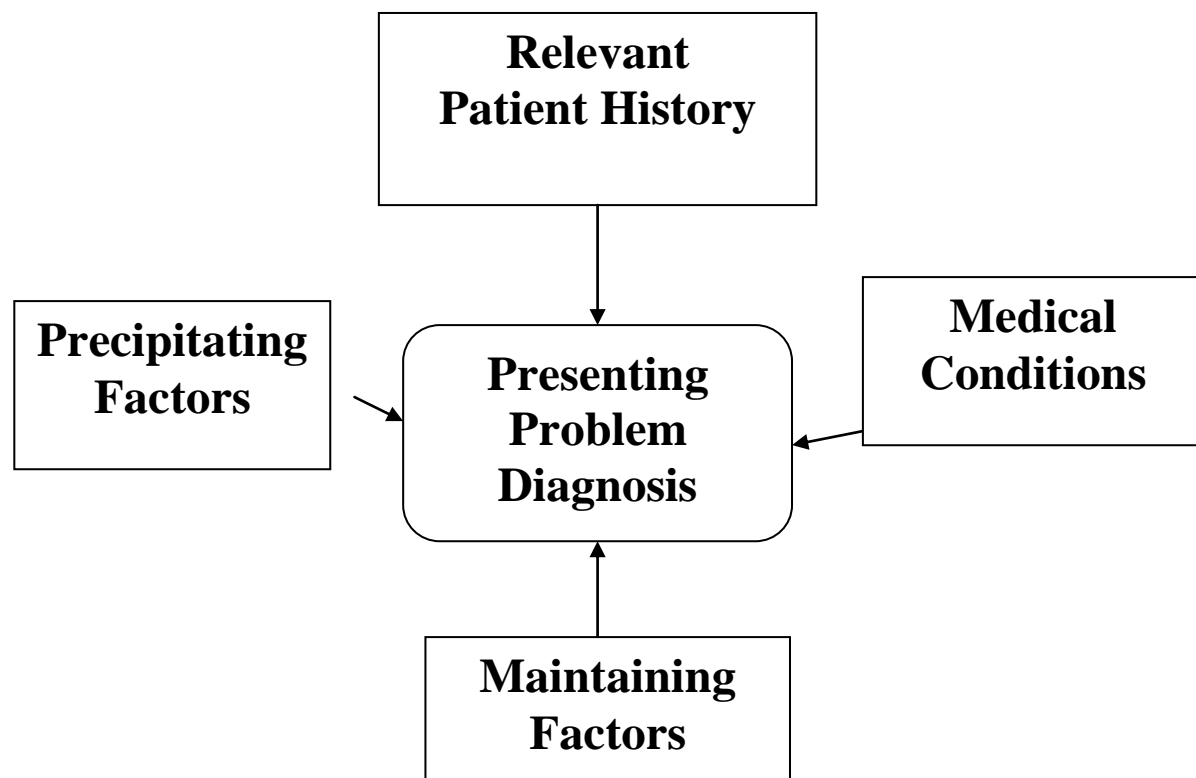 Relevant
Patient History
Precipitating
Factors
Presenting
Problem
Diagnosis
Medical
Conditions
Maintaining
Factors